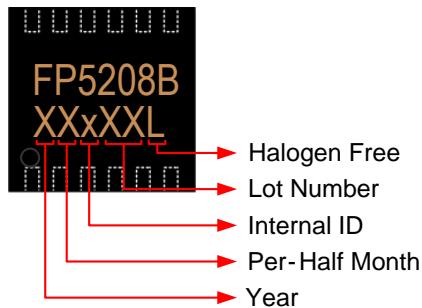 FP5208B
XXxXXL
Halogen Free
Lot Number
Internal ID
Per-Half Month
Year